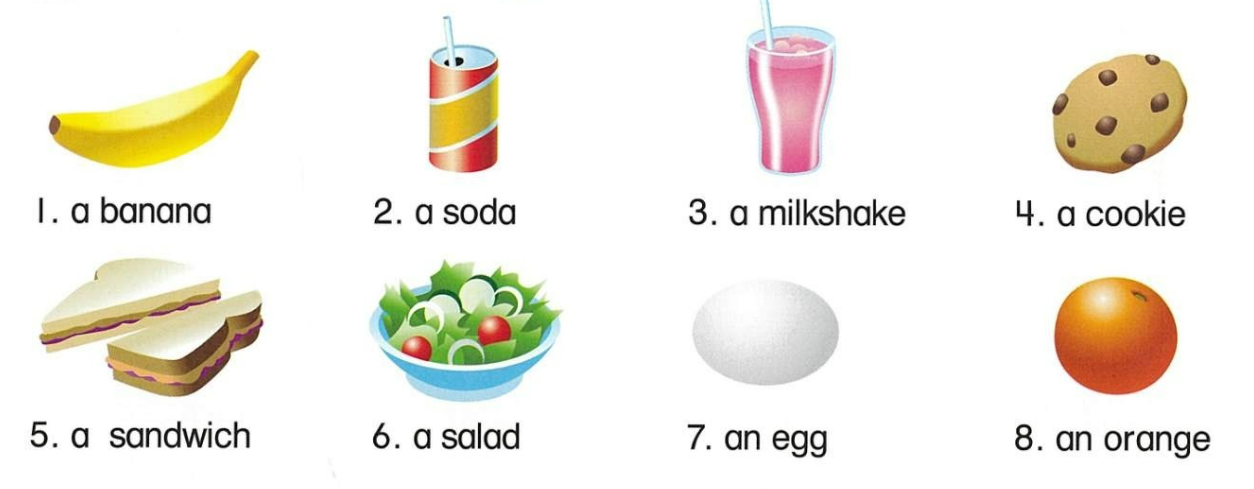 1. a banana
2. a soda
3. a milkshake
4. a cookie
5. a sandwich
6. a salad
7. an egg
8. an orange